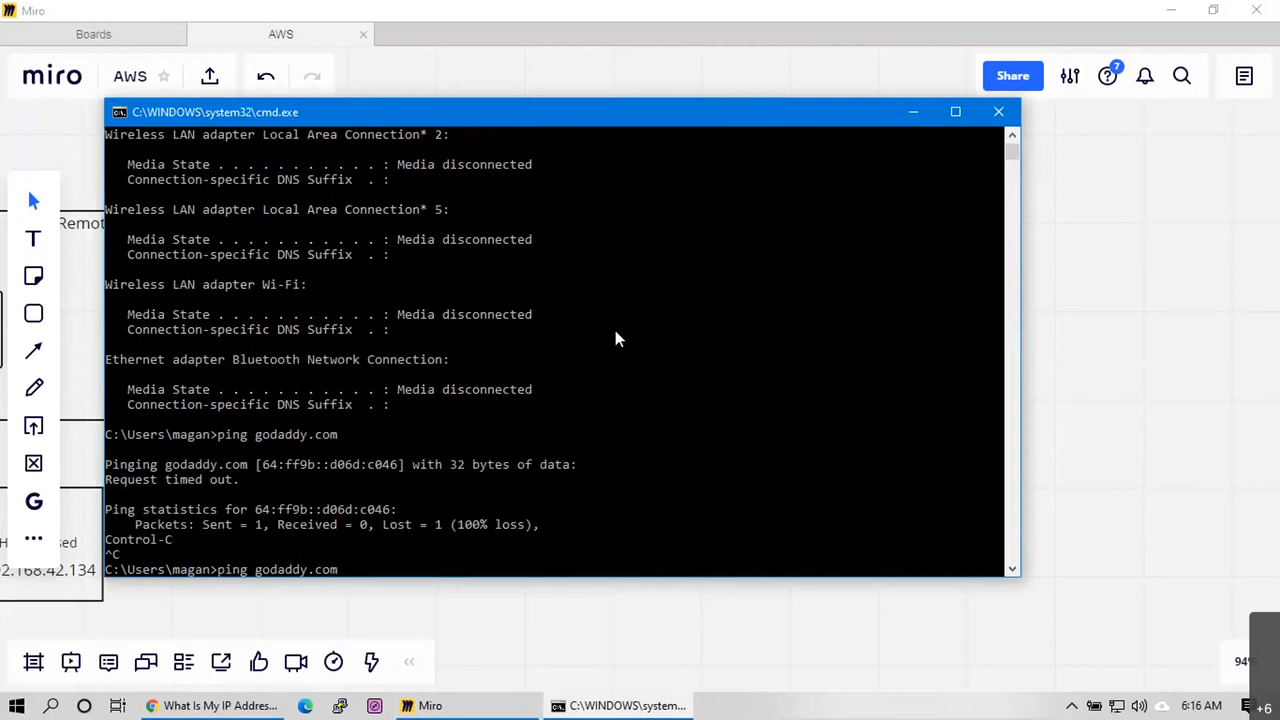 Miro
Boards
AWS
miro
AWS
Share
7
C:\WINDOWS\system32\cmd.exe
Wireless LAN adapter Local Area Connection* 2:
Media State . . . . . . . . . . . : Media disconnected
Connection-specific DNS Suffix  . :
Wireless LAN adapter Local Area Connection* 5:
Media State . . . . . . . . . . . : Media disconnected
Connection-specific DNS Suffix  . :
Wireless LAN adapter Wi-Fi:
Media State . . . . . . . . . . . : Media disconnected
Connection-specific DNS Suffix  . :
Ethernet adapter Bluetooth Network Connection:
Media State . . . . . . . . . . . : Media disconnected
Connection-specific DNS Suffix  . :
C:\Users\magan>ping godaddy.com
Pinging godaddy.com [64:ff9b::d06d:c046] with 32 bytes of data:
Request timed out.
Ping statistics for 64:ff9b::d06d:c046:
Packets: Sent = 1, Received = 0, Lost = 1 (100% loss),
Control-C
^C
C:\Users\magan>ping godaddy.com
Remot
sed
2.168.42.134
94%
What Is My IP Addres...
Miro
C:\WINDOWS\system...
6:16 AM
+6